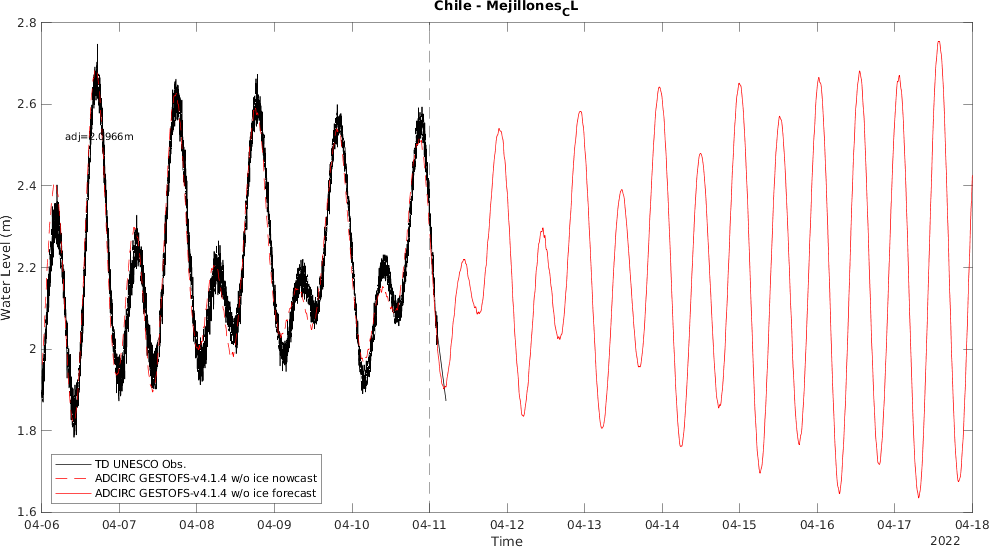 Chile - Mejillones_CL
2.8
2.6
2.4
2.2
2
1.8
1.6
Water Level (m)
adj=2.0966m
TD UNESCO Obs.
ADCIRC GESTOFS-v4.1.4 w/o ice nowcast
ADCIRC GESTOFS-v4.1.4 w/o ice forecast
04-06 04-07 04-08 04-09 04-10 04-11 04-12 04-13 04-14 04-15 04-16 04-17 04-18
Time
2022